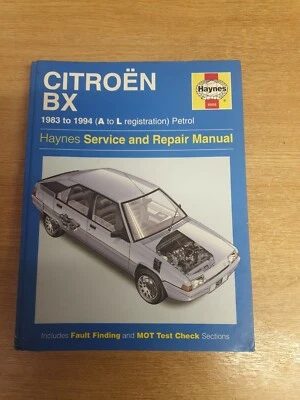 CITROËN
BX
Haynes
1983 to 1994 (A to L registration) Petrol
Haynes Service and Repair Manual
Includes Fault Finding and MOT Test Check Sections